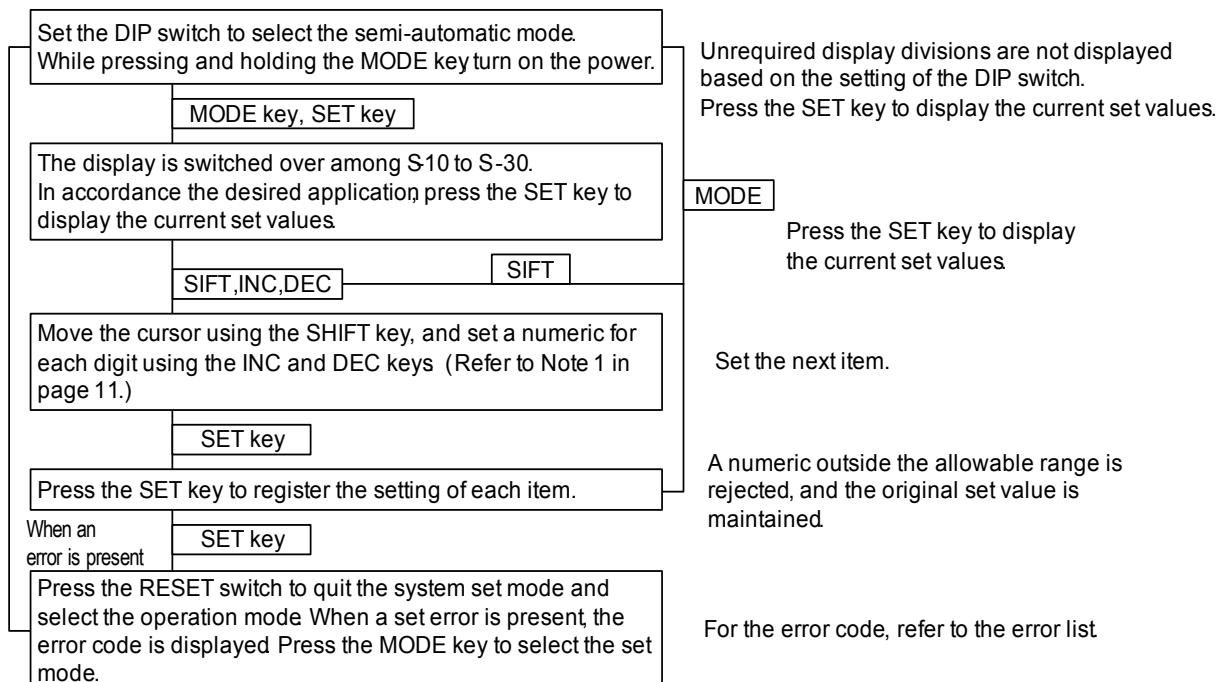 Set the DIP switch to select the semi-automatic mode.
While pressing and holding the MODE key turn on the power.
Unrequired display divisions are not displayed
based on the setting of the DIP switch.
Press the SET key to display the current set values.
MODE key, SET key
The display is switched over among S-10 to S-30.
In accordance the desired application, press the SET key to
display the current set values.
MODE
Press the SET key to display
the current set values.
SIFT,INC,DEC
SIFT
Move the cursor using the SHIFT key, and set a numeric for
each digit using the INC and DEC keys. (Refer to Note 1 in
page 11.)
Set the next item.
SET key
Press the SET key to register the setting of each item.
A numeric outside the allowable range is
rejected, and the original set value is
maintained.
When an
error is present
SET key
Press the RESET switch to quit the system set mode and
select the operation mode. When a set error is present, the
error code is displayed. Press the MODE key to select the set
mode.
For the error code, refer to the error list.